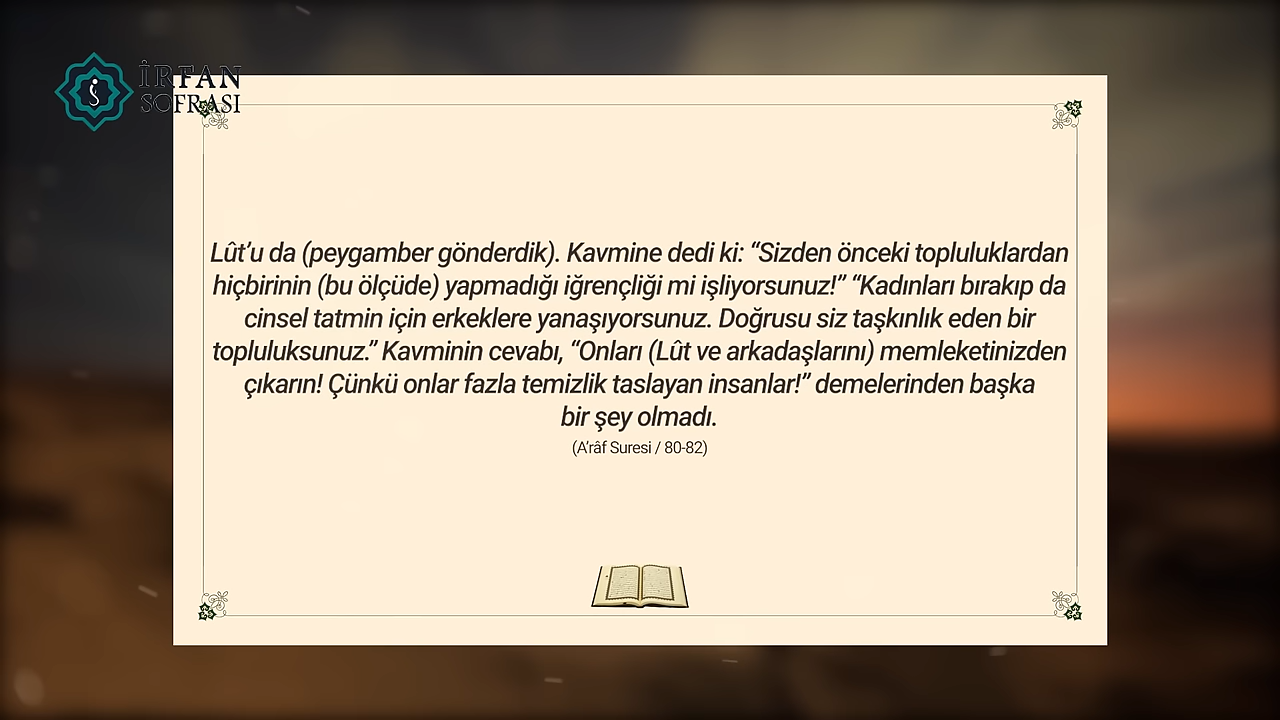 İRFAN
SOFRASI
Lût’u da (peygamber gönderdik). Kavmine dedi ki: “Sizden önceki topluluklardan
hiçbirinin (bu ölçüde) yapmadığı iğrençliği mi işliyorsunuz!” “Kadınları bırakıp da
cinsel tatmin için erkeklere yanaşıyorsunuz. Doğrusu siz taşkınlık eden bir
topluluksunuz.” Kavminin cevabı, “Onları (Lût ve arkadaşlarını) memleketinizden
çıkarın! Çünkü onlar fazla temizlik taslayan insanlar!” demelerinden başka
bir şey olmadı.
(A’râf Suresi / 80-82)